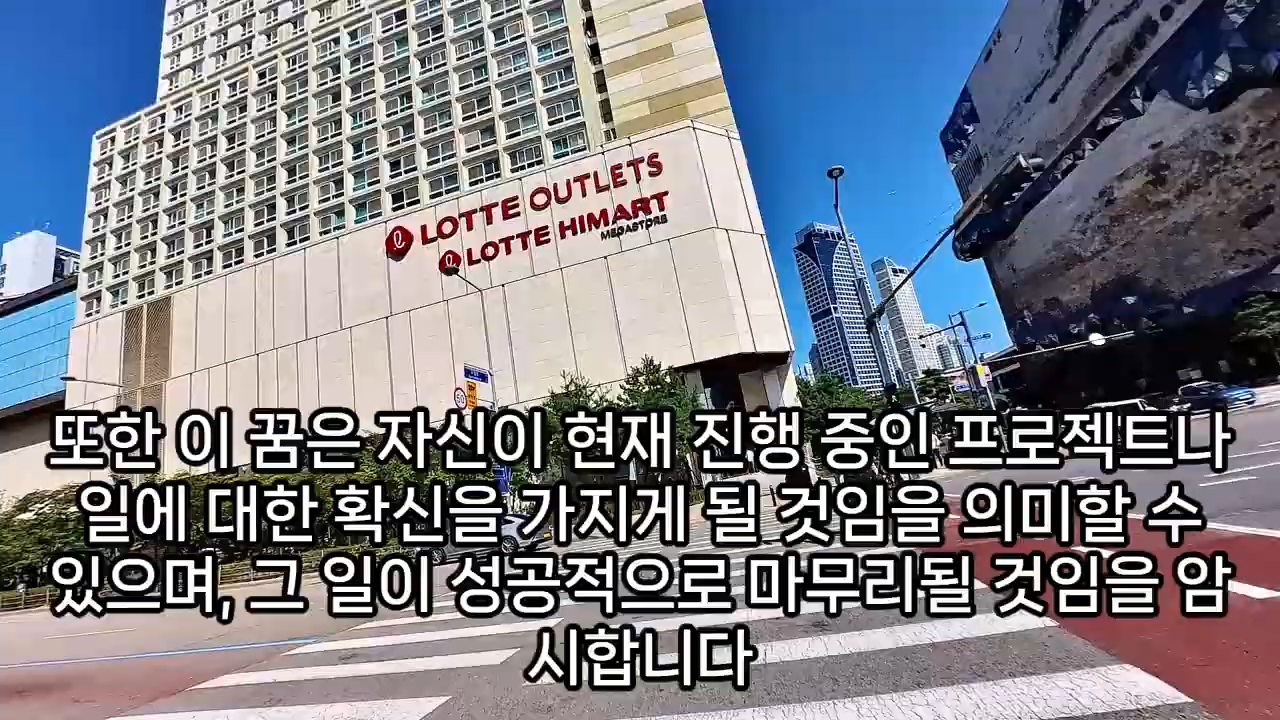 LOTTE OUTLETS
LOTTE HIMART
MEGASTORE
50
또한 이 꿈은 자신이 현재 진행 중인 프로젝트나
일에 대한 확신을 가지게 될 것임을 의미할 수
있으며, 그 일이 성공적으로 마무리될 것임을 암
시합니다